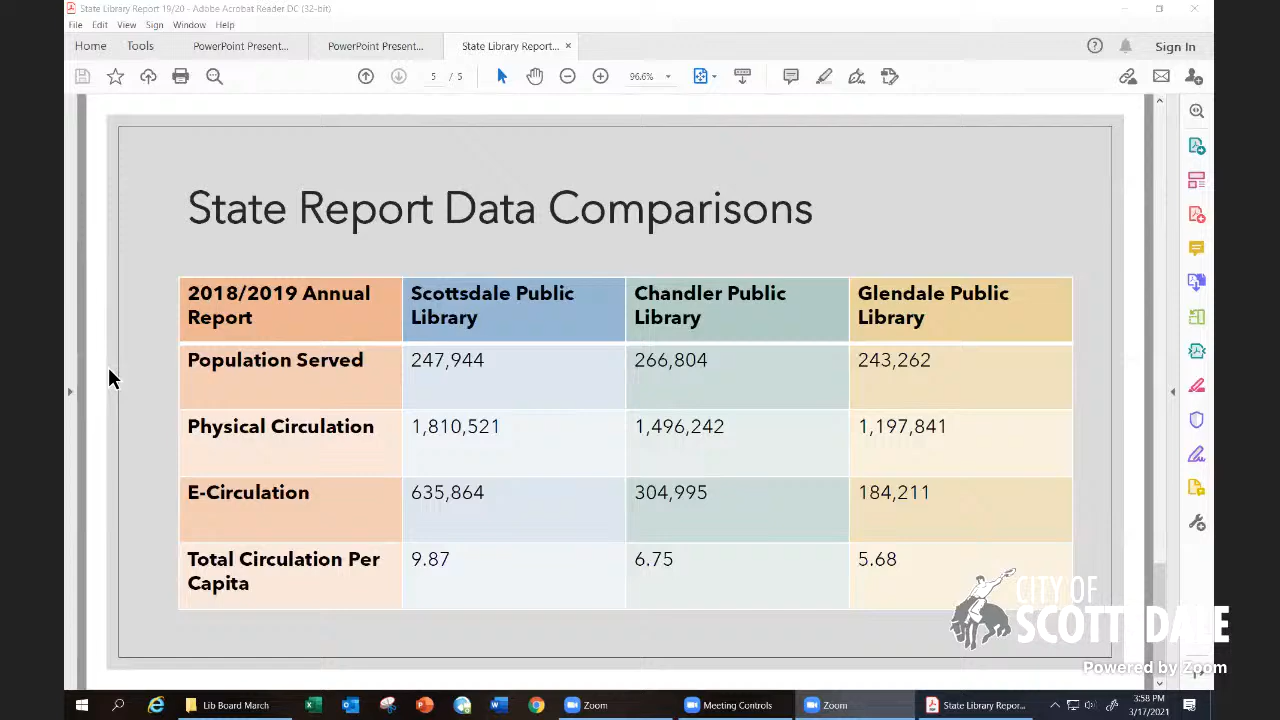 State Library Report 19/20 - Adobe Acrobat Reader DC (32-bit)
File Edit View Sign Window Help
Home Tools PowerPoint Present... PowerPoint Present... State Library Report... × Sign In
5 / 5 96.6%
State Report Data Comparisons
2018/2019 Annual Report
Scottsdale Public Library
Chandler Public Library
Glendale Public Library
Population Served 247,944 266,804 243,262
Physical Circulation 1,810,521 1,496,242 1,197,841
E-Circulation 635,864 304,995 184,211
Total Circulation Per Capita 9.87 6.75 5.68
CITY OF
SCOTTSDALE
Powered by Zoom
Lib Board March Zoom Meeting Controls Zoom State Library Repor...
3:58 PM
3/17/2021